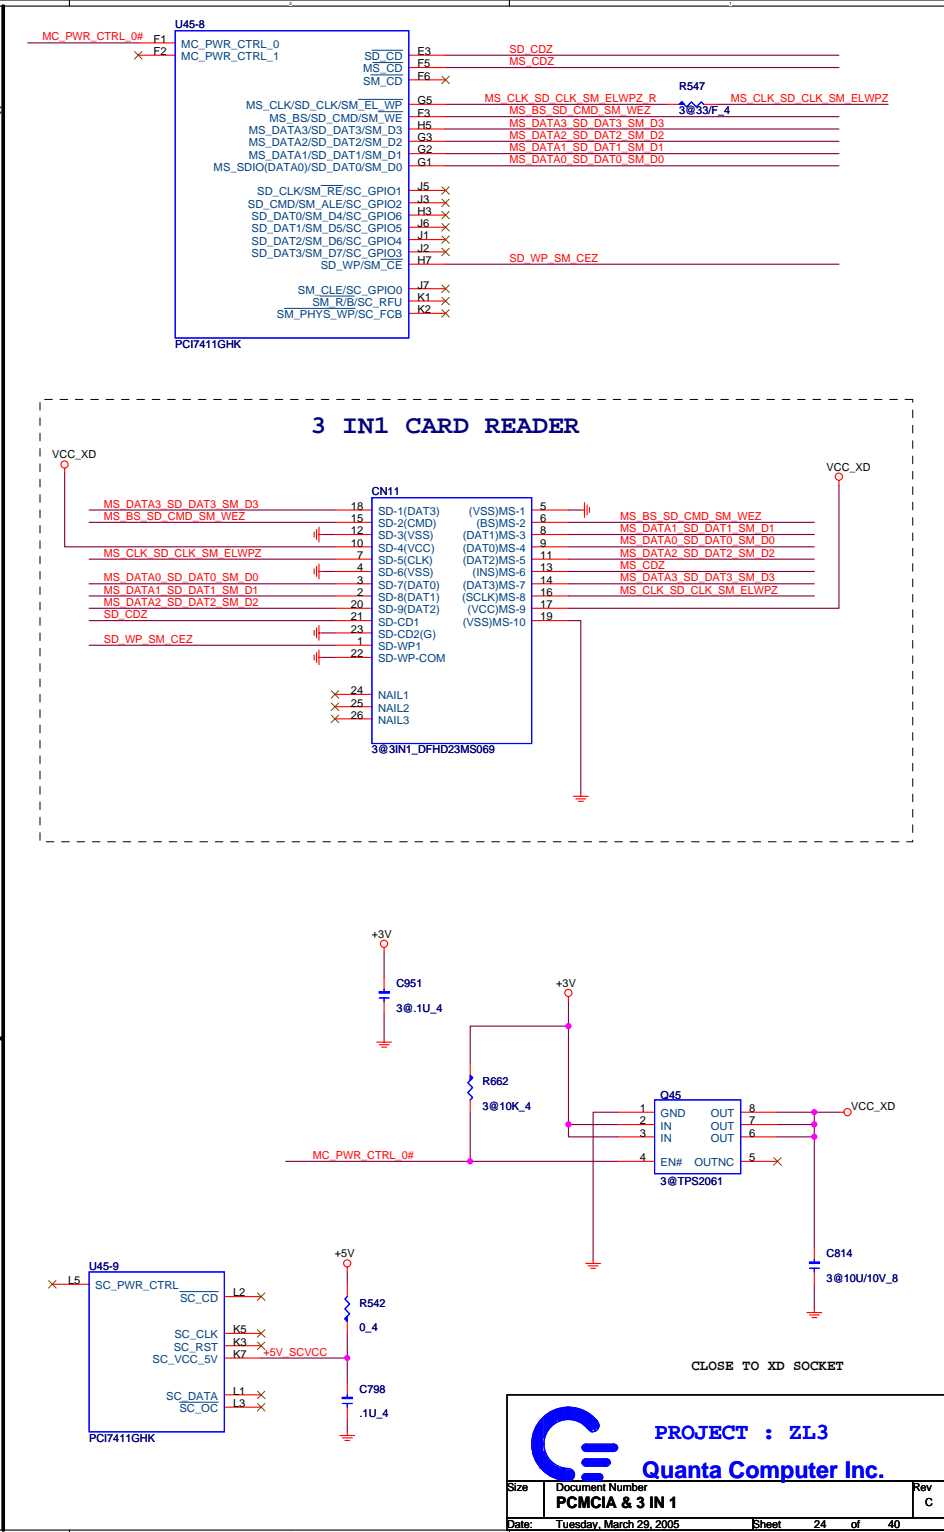 U45-8
MC_PWR_CTRL_0# F1 MC_PWR_CTRL_0
F2 MC_PWR_CTRL_1
SD_CD E3 SD_CDZ
MS_CD F5 MS_CDZ
SM_CD F6
R547
MS_CLK/SD_CLK/SM_EL_WP G5 MS_CLK_SD_CLK_SM_ELWPZ_R MS_CLK_SD_CLK_SM_ELWPZ
3@33/F_4
MS_BS/SD_CMD/SM_WE F3 MS_BS_SD_CMD_SM_WEZ
MS_DATA3/SD_DAT3/SM_D3 H5 MS_DATA3_SD_DAT3_SM_D3
MS_DATA2/SD_DAT2/SM_D2 G3 MS_DATA2_SD_DAT2_SM_D2
MS_DATA1/SD_DAT1/SM_D1 G2 MS_DATA1_SD_DAT1_SM_D1
MS_SDIO(DATA0)/SD_DAT0/SM_D0 G1 MS_DATA0_SD_DAT0_SM_D0
SD_CLK/SM_RE/SC_GPIO1 J5
SD_CMD/SM_ALE/SC_GPIO2 J3
SD_DAT0/SM_D4/SC_GPIO6 H3
SD_DAT1/SM_D5/SC_GPIO5 J6
SD_DAT2/SM_D6/SC_GPIO4 J1
SD_DAT3/SM_D7/SC_GPIO3 J2
SD_WP/SM_CE H7 SD_WP_SM_CEZ
SM_CLE/SC_GPIO0 J7
SM_R/B/SC_RFU K1
SM_PHYS_WP/SC_FCB K2
PCI7411GHK
3 IN1 CARD READER
VCC_XD VCC_XD
CN11
MS_DATA3_SD_DAT3_SM_D3 18 SD-1(DAT3) (VSS)MS-1 5
MS_BS_SD_CMD_SM_WEZ 15 SD-2(CMD) (BS)MS-2 6 MS_BS_SD_CMD_SM_WEZ
12 SD-3(VSS) (DAT1)MS-3 8 MS_DATA1_SD_DAT1_SM_D1
10 SD-4(VCC) (DAT0)MS-4 9 MS_DATA0_SD_DAT0_SM_D0
MS_CLK_SD_CLK_SM_ELWPZ 7 SD-5(CLK) (DAT2)MS-5 11 MS_DATA2_SD_DAT2_SM_D2
4 SD-6(VSS) (INS)MS-6 13 MS_CDZ
MS_DATA0_SD_DAT0_SM_D0 3 SD-7(DAT0) (DAT3)MS-7 14 MS_DATA3_SD_DAT3_SM_D3
MS_DATA1_SD_DAT1_SM_D1 2 SD-8(DAT1) (SCLK)MS-8 16 MS_CLK_SD_CLK_SM_ELWPZ
MS_DATA2_SD_DAT2_SM_D2 20 SD-9(DAT2) (VCC)MS-9 17
SD_CDZ 21 SD-CD1 (VSS)MS-10 19
23 SD-CD2(G)
SD_WP_SM_CEZ 1 SD-WP1
22 SD-WP-COM
24 NAIL1
25 NAIL2
26 NAIL3
3@3IN1_DFHD23MS069
+3V
C951
3@.1U_4
+3V
R662
3@10K_4
Q45
1 GND OUT 8 VCC_XD
2 IN OUT 7
3 IN OUT 6
MC_PWR_CTRL_0# 4 EN# OUTNC 5
3@TPS2061
C814
3@10U/10V_8
U45-9
+5V
L5 SC_PWR_CTRL
SC_CD L2
R542
0_4
SC_CLK K5
SC_RST K3
SC_VCC_5V K7 +5V_SCVCC
SC_DATA L1
SC_OC L3
C798
.1U_4
PCI7411GHK
CLOSE TO XD SOCKET
PROJECT : ZL3
Quanta Computer Inc.
Size Document Number Rev
PCMCIA & 3 IN 1 C
Date: Tuesday, March 29, 2005 Sheet 24 of 40